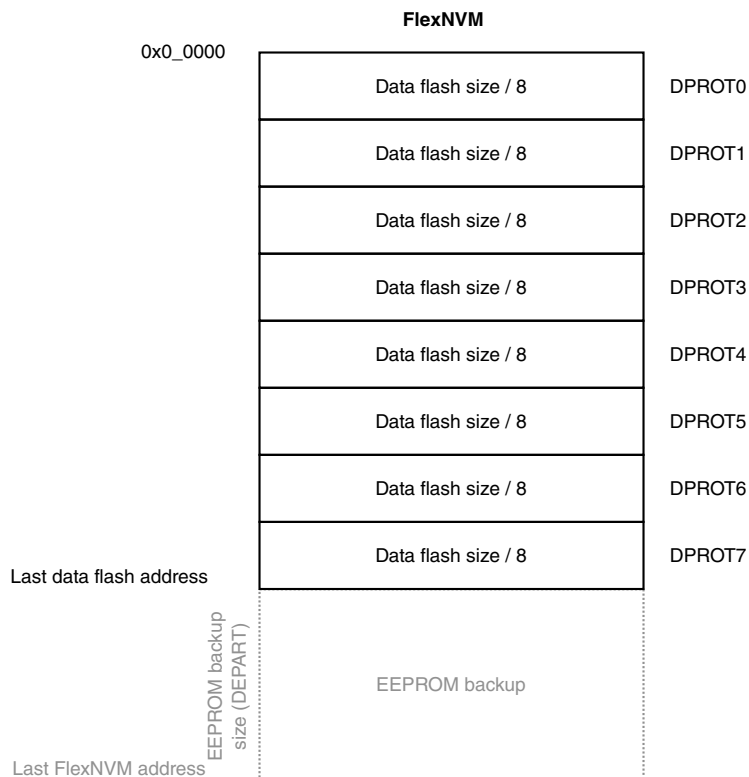 FlexNVM
0x0_0000
Data flash size / 8 DPROT0
Data flash size / 8 DPROT1
Data flash size / 8 DPROT2
Data flash size / 8 DPROT3
Data flash size / 8 DPROT4
Data flash size / 8 DPROT5
Data flash size / 8 DPROT6
Data flash size / 8 DPROT7
Last data flash address
EEPROM backup
size (DEPART)
EEPROM backup
Last FlexNVM address